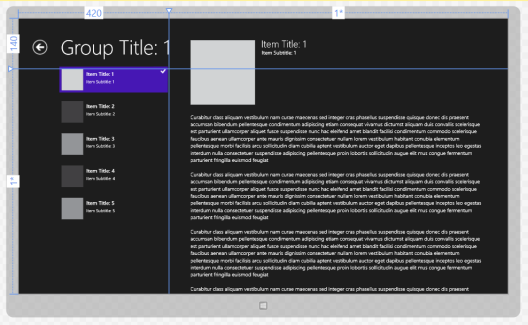 420
1*
140
1*
Group Title: 1
Item Title: 1
Item Subtitle: 1
Item Title: 2
Item Subtitle: 2
Item Title: 3
Item Subtitle: 3
Item Title: 4
Item Subtitle: 4
Item Title: 5
Item Subtitle: 5
Item Title: 1
Item Subtitle: 1
Curabitur class aliquam vestibulum nam curae maecenas sed integer cras phasellus suspendisse quisque donec dis praesent
accumsan bibendum pellentesque condimentum adipiscing etiam consequat vivamus dictumst aliquam duis convallis scelerisque
est parturient ullamcorper aliquet fusce suspendisse nunc hac eleifend amet blandit facilisi condimentum commodo scelerisque
faucibus aenean ullamcorper ante mauris dignissim consectetuer nullam lorem vestibulum habitant conubia elementum
pellentesque morbi facilisis arcu sollicitudin diam cubilia aptent vestibulum auctor eget dapibus pellentesque inceptos leo egestas
interdum nulla consectetuer suspendisse adipiscing pellentesque proin lobortis sollicitudin augue elit mus congue fermentum
parturient fringilla euismod feugiat
Curabitur class aliquam vestibulum nam curae maecenas sed integer cras phasellus suspendisse quisque donec dis praesent
accumsan bibendum pellentesque condimentum adipiscing etiam consequat vivamus dictumst aliquam duis convallis scelerisque
est parturient ullamcorper aliquet fusce suspendisse nunc hac eleifend amet blandit facilisi condimentum commodo scelerisque
faucibus aenean ullamcorper ante mauris dignissim consectetuer nullam lorem vestibulum habitant conubia elementum
pellentesque morbi facilisis arcu sollicitudin diam cubilia aptent vestibulum auctor eget dapibus pellentesque inceptos leo egestas
interdum nulla consectetuer suspendisse adipiscing pellentesque proin lobortis sollicitudin augue elit mus congue fermentum
parturient fringilla euismod feugiat
Curabitur class aliquam vestibulum nam curae maecenas sed integer cras phasellus suspendisse quisque donec dis praesent
accumsan bibendum pellentesque condimentum adipiscing etiam consequat vivamus dictumst aliquam duis convallis scelerisque
est parturient ullamcorper aliquet fusce suspendisse nunc hac eleifend amet blandit facilisi condimentum commodo scelerisque
faucibus aenean ullamcorper ante mauris dignissim consectetuer nullam lorem vestibulum habitant conubia elementum
pellentesque morbi facilisis arcu sollicitudin diam cubilia aptent vestibulum auctor eget dapibus pellentesque inceptos leo egestas
interdum nulla consectetuer suspendisse adipiscing pellentesque proin lobortis sollicitudin augue elit mus congue fermentum
parturient fringilla euismod feugiat
Curabitur class aliquam vestibulum nam curae maecenas sed integer cras phasellus suspendisse quisque donec dis praesent